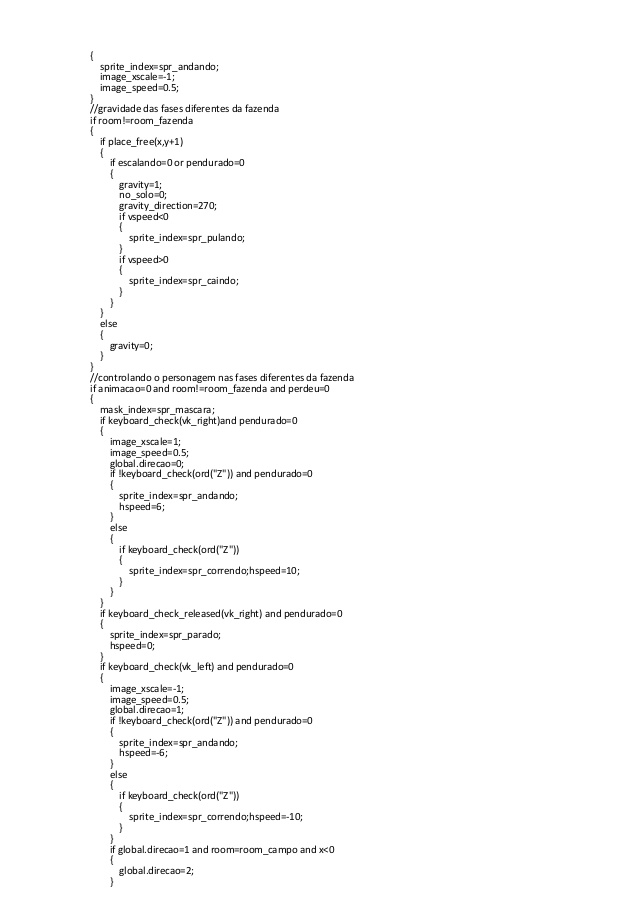 {
sprite_index=spr_andando;
image_xscale=-1;
image_speed=0.5;
}
//gravidade das fases diferentes da fazenda
if room!=room_fazenda
{
if place_free(x,y+1)
{
if escalando=0 or pendurado=0
{
gravity=1;
no_solo=0;
gravity_direction=270;
if vspeed<0
{
sprite_index=spr_pulando;
}
if vspeed>0
{
sprite_index=spr_caindo;
}
}
}
else
{
gravity=0;
}
}
//controlando o personagem nas fases diferentes da fazenda
if animacao=0 and room!=room_fazenda and perdeu=0
{
mask_index=spr_mascara;
if keyboard_check(vk_right)and pendurado=0
{
image_xscale=1;
image_speed=0.5;
global.direcao=0;
if !keyboard_check(ord("Z")) and pendurado=0
{
sprite_index=spr_andando;
hspeed=6;
}
else
{
if keyboard_check(ord("Z"))
{
sprite_index=spr_correndo;hspeed=10;
}
}
}
if keyboard_check_released(vk_right) and pendurado=0
{
sprite_index=spr_parado;
hspeed=0;
}
if keyboard_check(vk_left) and pendurado=0
{
image_xscale=-1;
image_speed=0.5;
global.direcao=1;
if !keyboard_check(ord("Z")) and pendurado=0
{
sprite_index=spr_andando;
hspeed=-6;
}
else
{
if keyboard_check(ord("Z"))
{
sprite_index=spr_correndo;hspeed=-10;
}
}
if global.direcao=1 and room=room_campo and x<0
{
global.direcao=2;
}